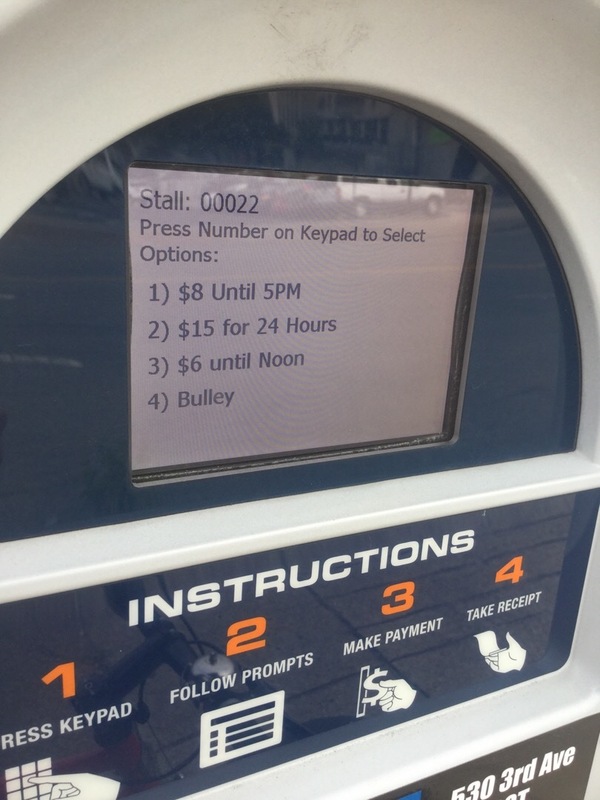 Stall: 00022
Press Number on Keypad to Select
Options:
1) $8 Until 5PM
2) $15 for 24 Hours
3) $6 until Noon
4) Bulley
INSTRUCTIONS
1
RESS KEYPAD
2
FOLLOW PROMPTS
3
MAKE PAYMENT
4
TAKE RECEIPT
530 3rd Ave